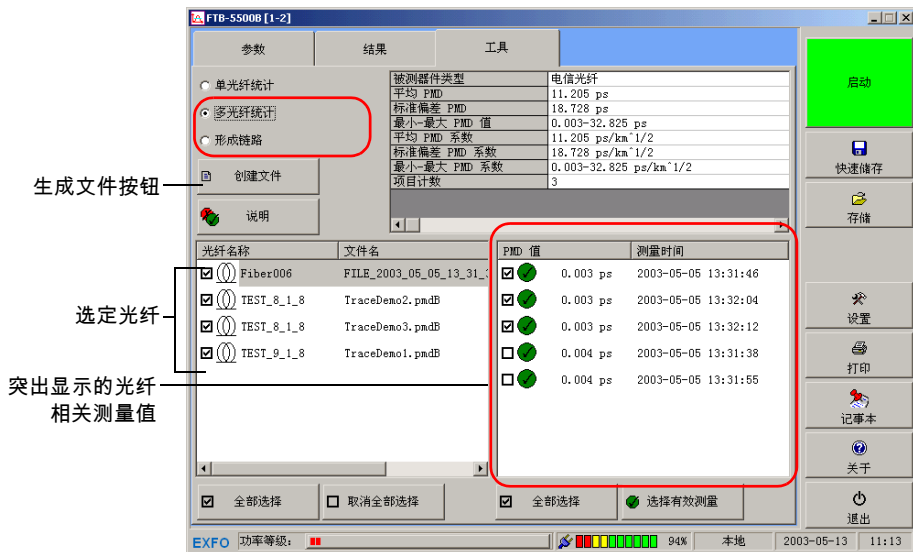 FTB-5500B [1-2]
参数
结果
工具
单光纤统计
多光纤统计
形成链路
创建文件
说明
被测器件类型 电信光纤
平均 PMD 11.205 ps
标准偏差 PMD 18.728 ps
最小-最大 PMD 值 0.003-32.825 ps
平均 PMD 系数 11.205 ps/km^1/2
标准偏差 PMD 系数 18.728 ps/km^1/2
最小-最大 PMD 系数 0.003-32.825 ps/km^1/2
项目计数 3
生成文件按钮
选定光纤
突出显示的光纤
相关测量值
光纤名称 文件名
Fiber006 FILE_2003_05_05_13_31_
TEST_8_1_8 TraceDemo2.pmdB
TEST_8_1_8 TraceDemo3.pmdB
TEST_9_1_8 TraceDemo1.pmdB
PMD 值 测量时间
0.003 ps 2003-05-05 13:31:46
0.003 ps 2003-05-05 13:32:04
0.003 ps 2003-05-05 13:32:12
0.004 ps 2003-05-05 13:31:38
0.004 ps 2003-05-05 13:31:55
全部选择
取消全部选择
全部选择
选择有效测量
启动
快速储存
存储
设置
打印
记事本
关于
退出
EXFO 功率等级: 94% 本地 2003-05-13 11:13